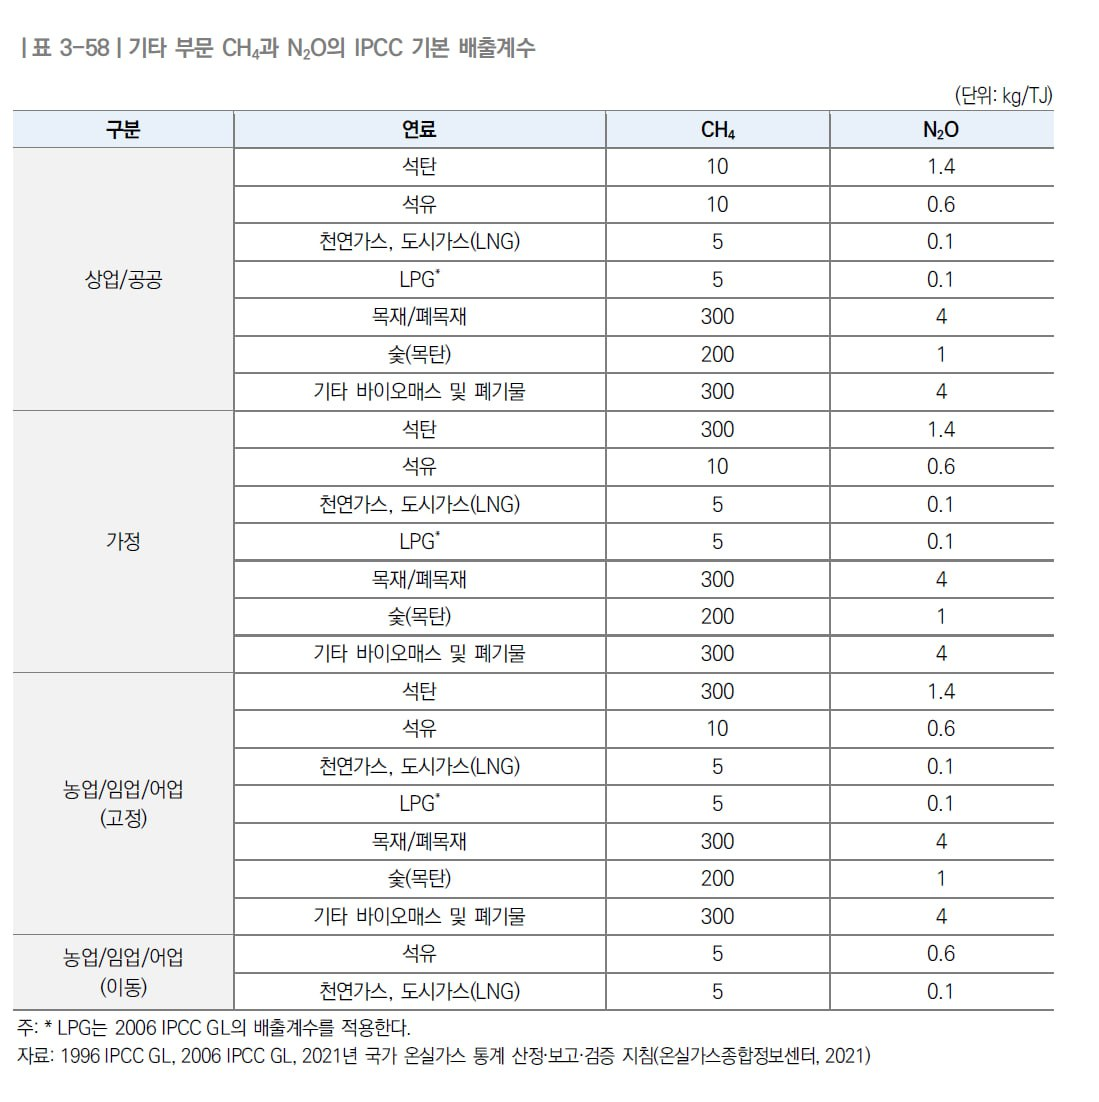 |표 3-58| 기타 부문 CH₄과 N₂O의 IPCC 기본 배출계수
(단위: kg/TJ)
구분 연료 CH₄ N₂O
상업/공공
석탄 10 1.4
석유 10 0.6
천연가스, 도시가스(LNG) 5 0.1
LPG* 5 0.1
목재/폐목재 300 4
숯(목탄) 200 1
기타 바이오매스 및 폐기물 300 4
가정
석탄 300 1.4
석유 10 0.6
천연가스, 도시가스(LNG) 5 0.1
LPG* 5 0.1
목재/폐목재 300 4
숯(목탄) 200 1
기타 바이오매스 및 폐기물 300 4
농업/임업/어업
(고정)
석탄 300 1.4
석유 10 0.6
천연가스, 도시가스(LNG) 5 0.1
LPG* 5 0.1
목재/폐목재 300 4
숯(목탄) 200 1
기타 바이오매스 및 폐기물 300 4
농업/임업/어업
(이동)
석유 5 0.6
천연가스, 도시가스(LNG) 5 0.1
주: * LPG는 2006 IPCC GL의 배출계수를 적용한다.
자료: 1996 IPCC GL, 2006 IPCC GL, 2021년 국가 온실가스 통계 산정·보고·검증 지침(온실가스종합정보센터, 2021)